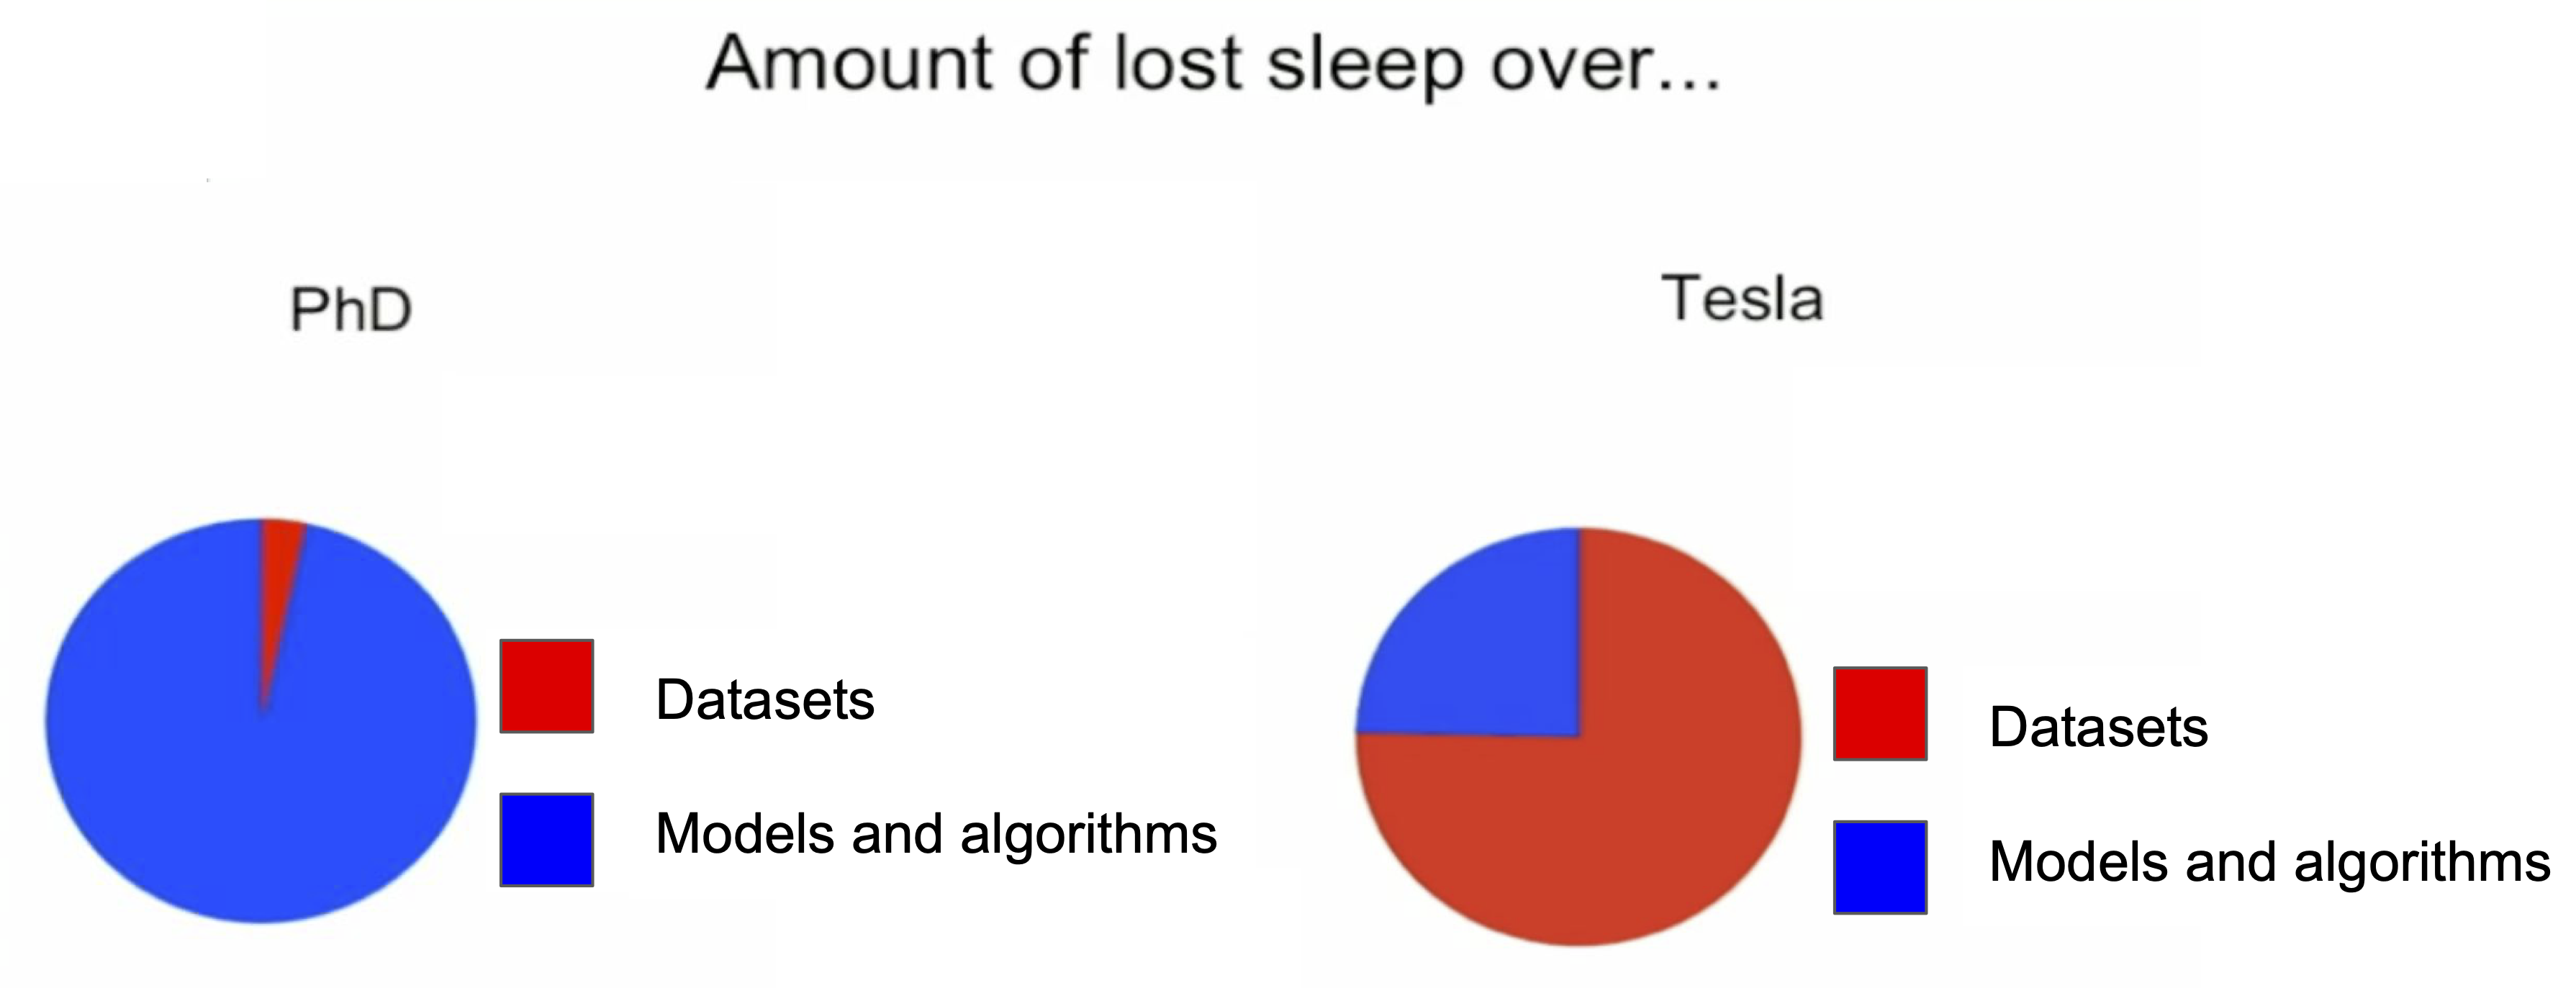 Amount of lost sleep over...
PhD
Tesla
Datasets
Models and algorithms
Datasets
Models and algorithms